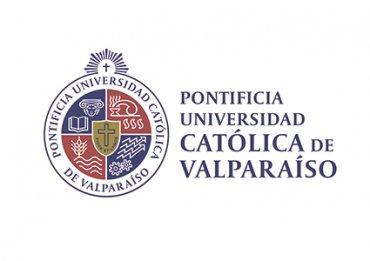 PONTIFICIA UNIVERSIDAD CATÓLICA
DE VALPARAÍSO
PONTIFICIA
UNIVERSIDAD
CATÓLICA DE
VALPARAÍSO